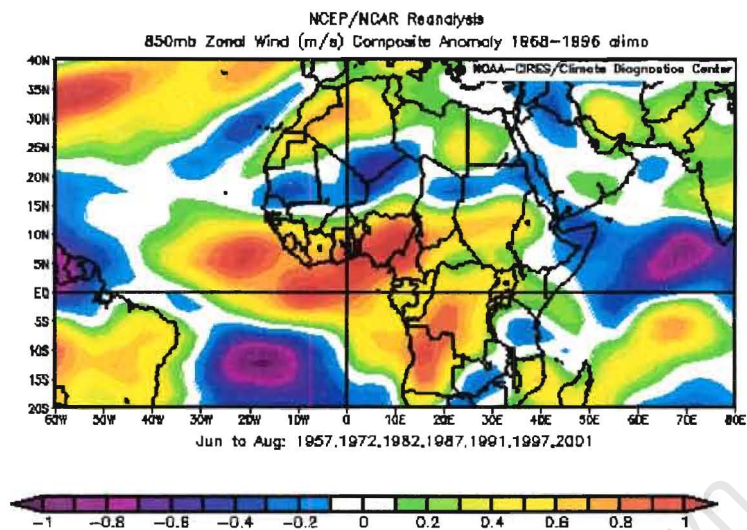 NCEP/NCAR Reanalysis
850mb Zonal Wind (m/s) Composite Anomaly 1968-1996 climo
NOAA-CIRES/Climate Diagnostics Center
40N
35N
30N
25N
20N
15N
10N
5N
EQ
5S
10S
15S
20S
60W 50W 40W 30W 20W 10W 0 10E 20E 30E 40E 50E 60E 70E 80E
Jun to Aug: 1957,1972,1982,1987,1991,1997,2001
-1 -0.8 -0.6 -0.4 -0.2 0 0.2 0.4 0.6 0.8 1